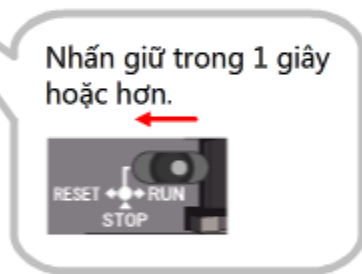 Nhấn giữ trong 1 giây
hoặc hơn.
RESET RUN
STOP